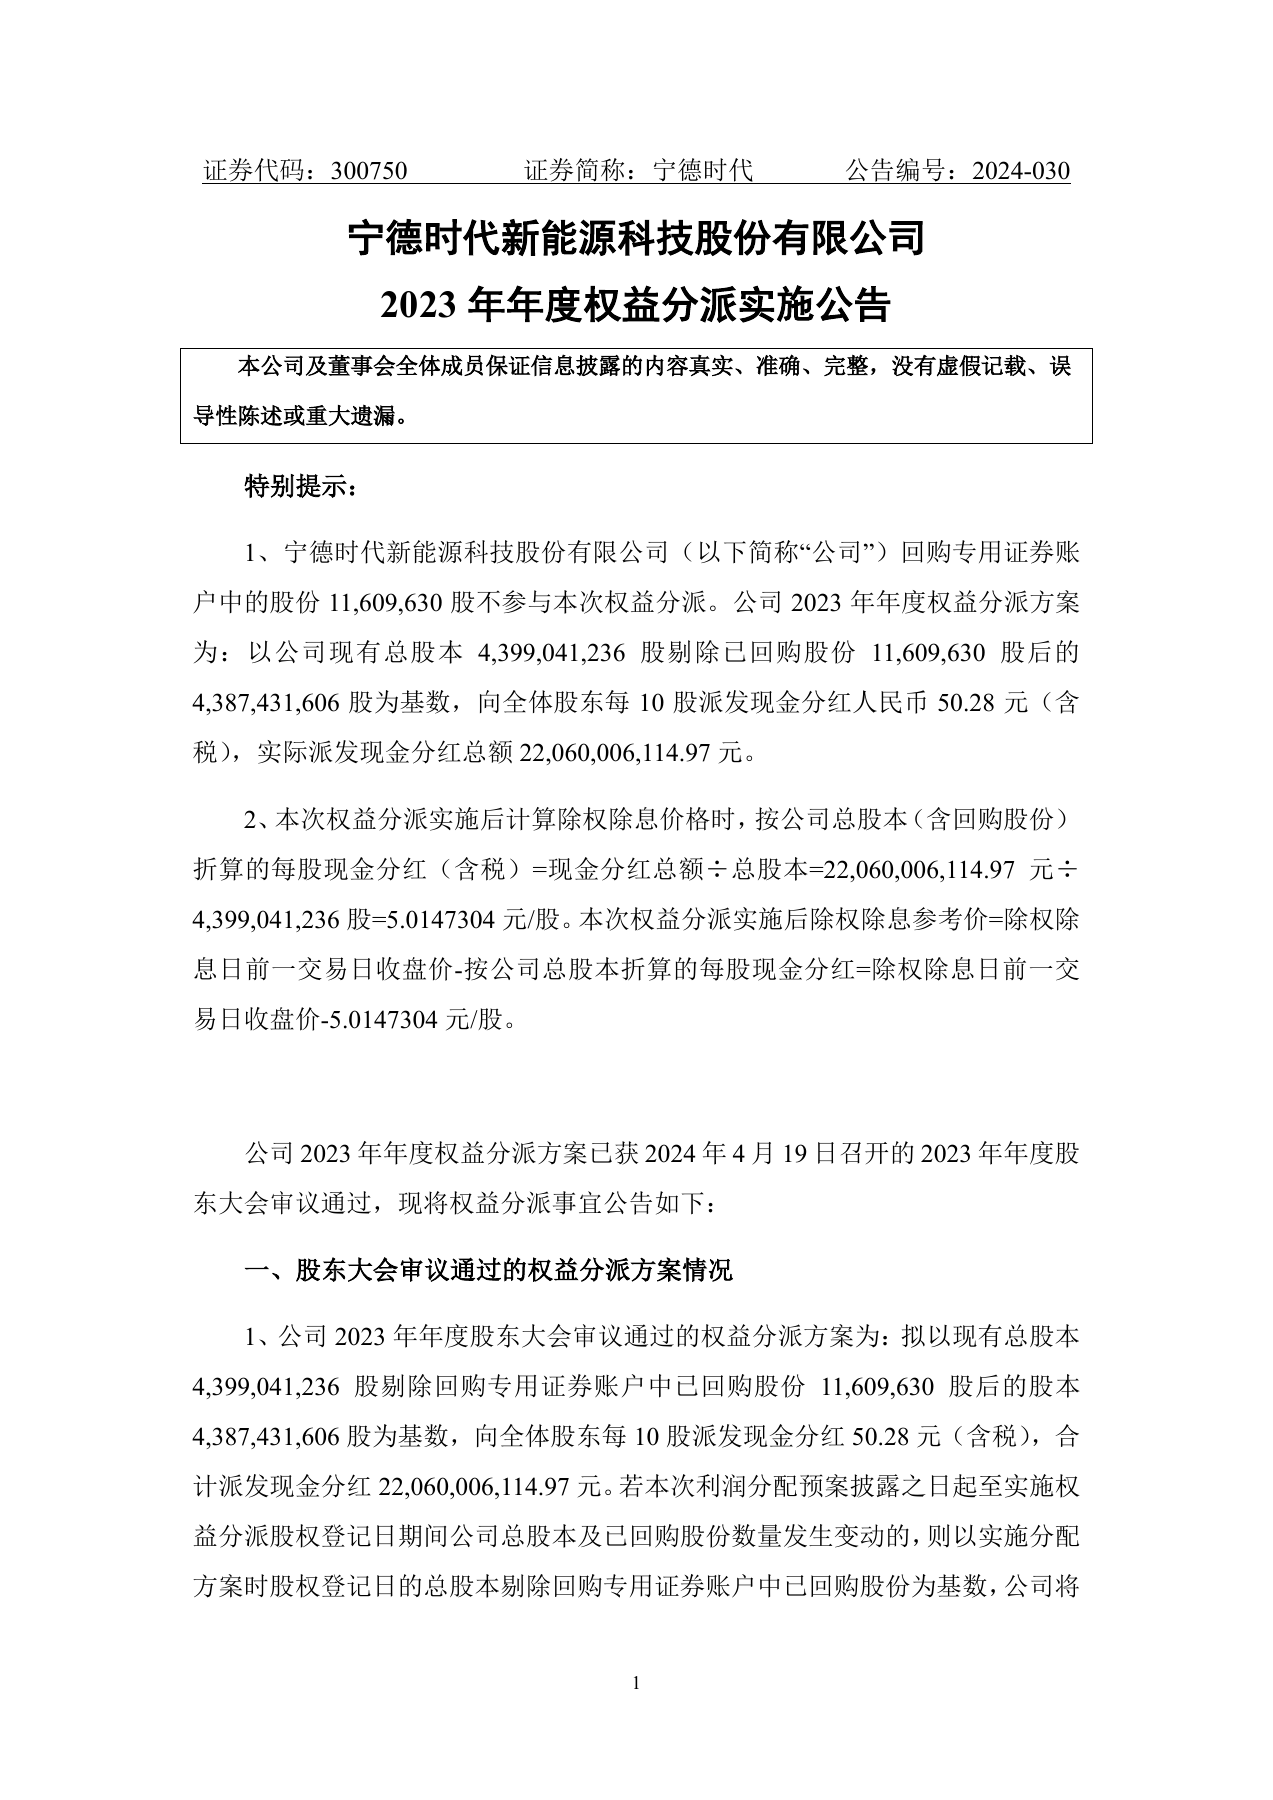 证券代码：300750 证券简称：宁德时代 公告编号：2024-030
宁德时代新能源科技股份有限公司
2023 年年度权益分派实施公告
本公司及董事会全体成员保证信息披露的内容真实、准确、完整，没有虚假记载、误
导性陈述或重大遗漏。
特别提示：
1、宁德时代新能源科技股份有限公司（以下简称“公司”）回购专用证券账
户中的股份 11,609,630 股不参与本次权益分派。公司 2023 年年度权益分派方案
为：以公司现有总股本 4,399,041,236 股剔除已回购股份 11,609,630 股后的
4,387,431,606 股为基数，向全体股东每 10 股派发现金分红人民币 50.28 元（含
税），实际派发现金分红总额 22,060,006,114.97 元。
2、本次权益分派实施后计算除权除息价格时，按公司总股本（含回购股份）
折算的每股现金分红（含税）=现金分红总额÷总股本=22,060,006,114.97 元÷
4,399,041,236 股=5.0147304 元/股。本次权益分派实施后除权除息参考价=除权除
息日前一交易日收盘价-按公司总股本折算的每股现金分红=除权除息日前一交
易日收盘价-5.0147304 元/股。
公司 2023 年年度权益分派方案已获 2024 年 4 月 19 日召开的 2023 年年度股
东大会审议通过，现将权益分派事宜公告如下：
一、股东大会审议通过的权益分派方案情况
1、公司 2023 年年度股东大会审议通过的权益分派方案为：拟以现有总股本
4,399,041,236 股剔除回购专用证券账户中已回购股份 11,609,630 股后的股本
4,387,431,606 股为基数，向全体股东每 10 股派发现金分红 50.28 元（含税），合
计派发现金分红 22,060,006,114.97 元。若本次利润分配预案披露之日起至实施权
益分派股权登记日期间公司总股本及已回购股份数量发生变动的，则以实施分配
方案时股权登记日的总股本剔除回购专用证券账户中已回购股份为基数，公司将
1